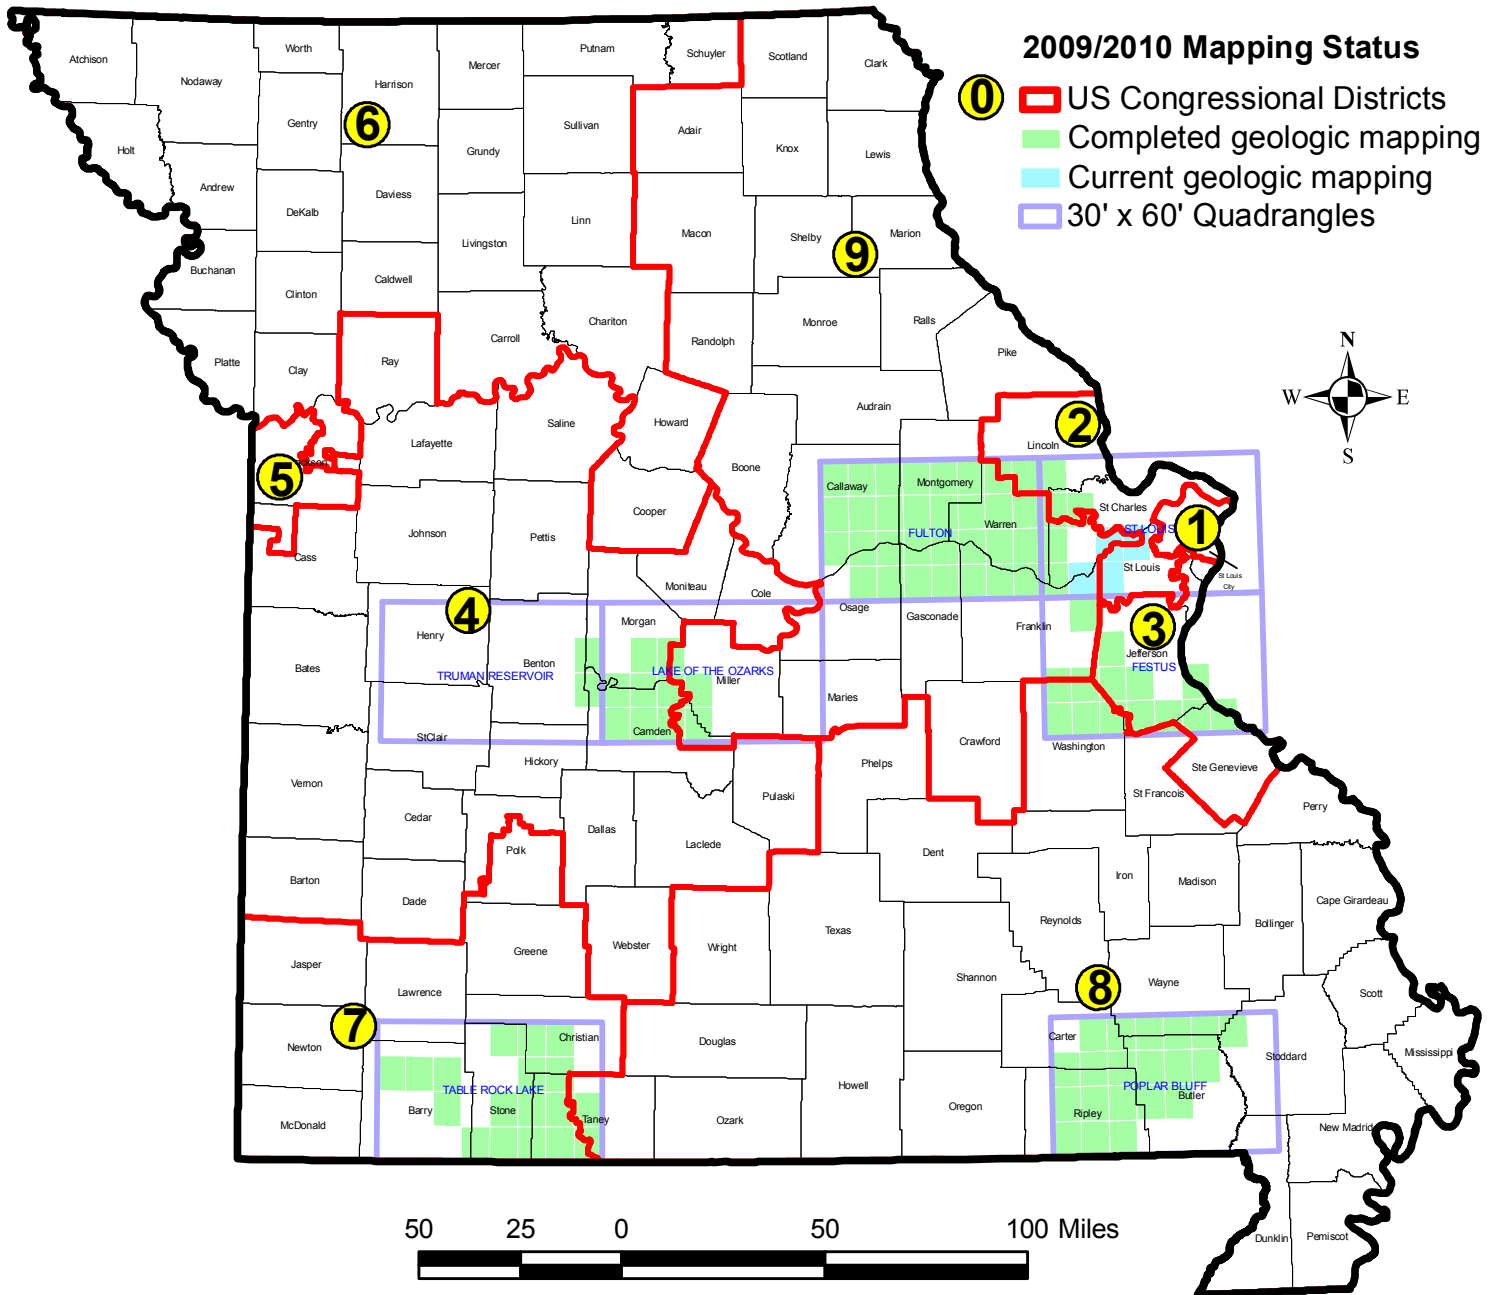 2009/2010 Mapping Status
0
US Congressional Districts
Completed geologic mapping
Current geologic mapping
30' x 60' Quadrangles
N
W
E
S
Atchison
Nodaway
Worth
Harrison
Mercer
Putnam
Schuyler
Scotland
Clark
Gentry
6
Sullivan
Adair
Knox
Lewis
Holt
Grundy
Andrew
DeKalb
Daviess
Linn
Macon
Shelby
Marion
9
Livingston
Buchanan
Clinton
Caldwell
Chariton
Monroe
Ralls
Platte
Clay
Ray
Carroll
Randolph
Pike
Audrain
2
Lincoln
Lafayette
Saline
Howard
Boone
5
Callaway
Montgomery
Warren
FULTON
St Charles
ST LOUIS
1
St Louis
St Louis
City
Cooper
Johnson
Pettis
Cass
Moniteau
Cole
4
Henry
Morgan
Osage
Gasconade
Franklin
3
Jefferson
FESTUS
Bates
Benton
TRUMAN RESERVOIR
LAKE OF THE OZARKS
Miller
Maries
StClair
Camden
Hickory
Phelps
Crawford
Washington
Ste Genevieve
St Francois
Perry
Vernon
Cedar
Dallas
Laclede
Pulaski
Polk
Dent
Iron
Madison
Barton
Dade
Reynolds
Bollinger
Cape Girardeau
Jasper
Greene
Webster
Wright
Texas
Lawrence
Shannon
8
Wayne
Scott
7
Newton
Christian
Douglas
Carter
Stoddard
Mississippi
TABLE ROCK LAKE
POPLAR BLUFF
Barry
Stone
Taney
Howell
Oregon
Ripley
Butler
McDonald
Ozark
New Madrid
Dunklin
Pemiscot
50
25
0
50
100 Miles